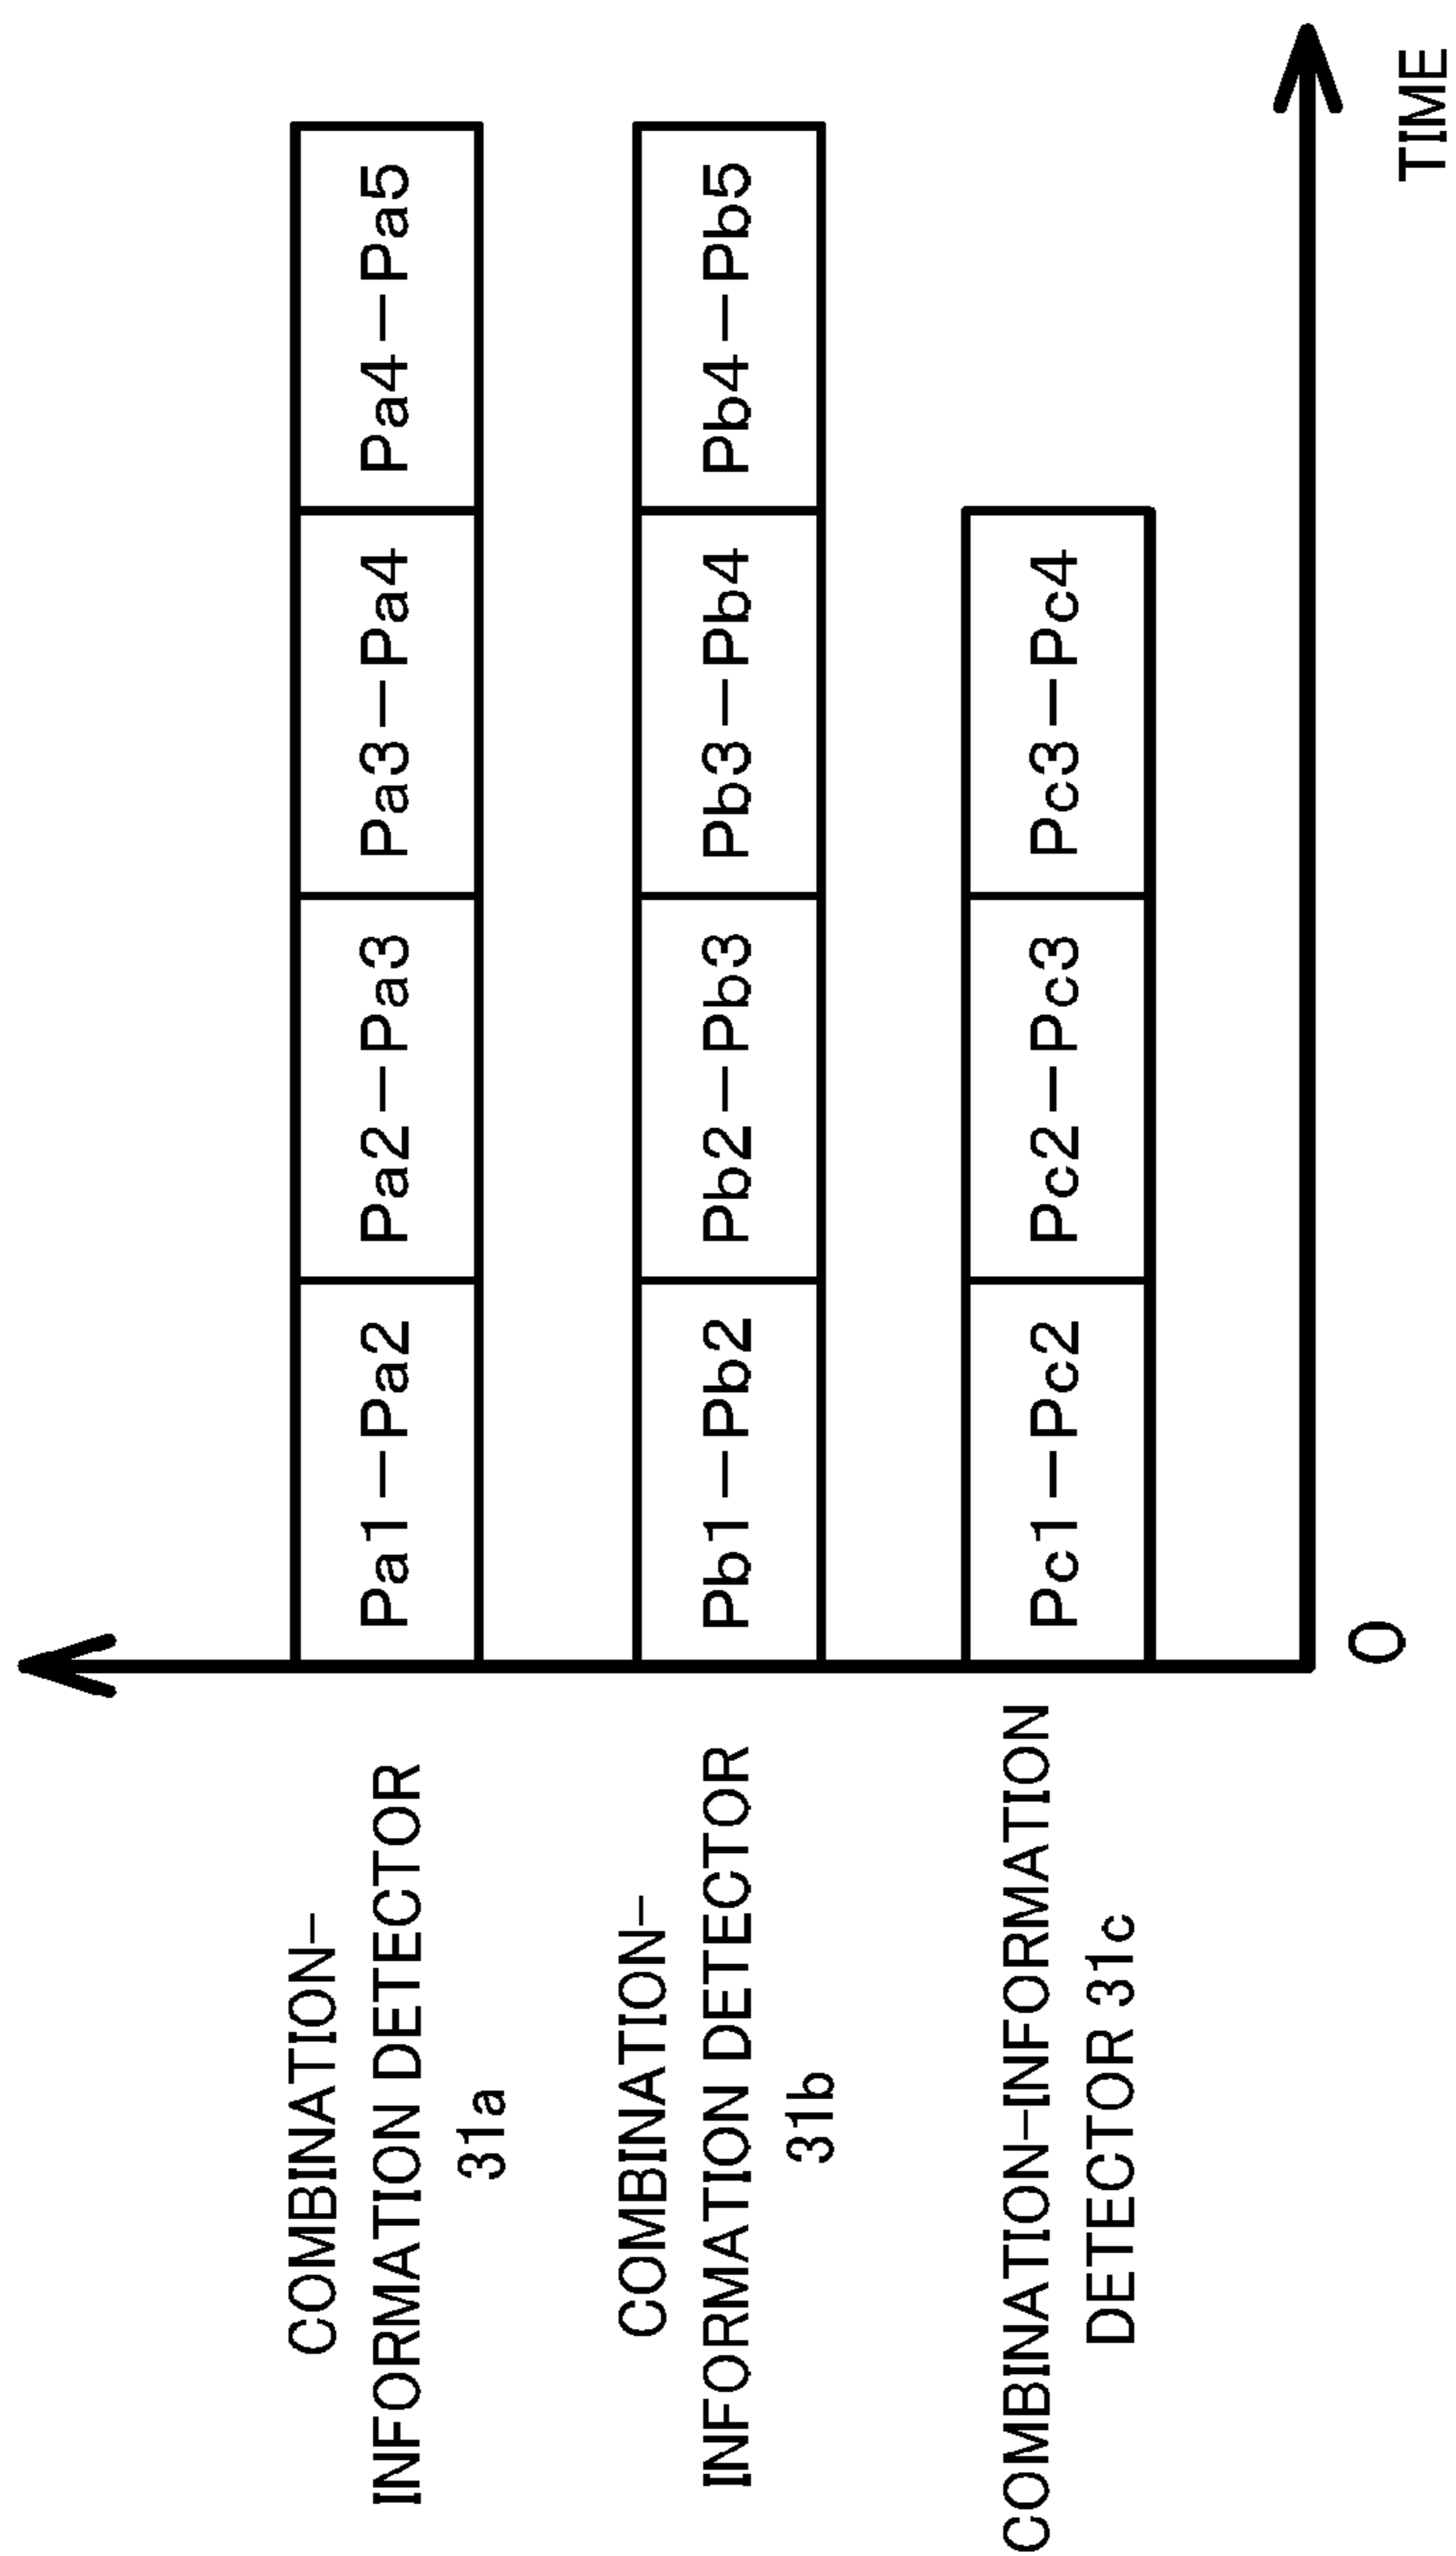 COMBINATION-
INFORMATION DETECTOR
31a
Pa1-Pa2
Pa2-Pa3
Pa3-Pa4
Pa4-Pa5
COMBINATION-
INFORMATION DETECTOR
31b
Pb1-Pb2
Pb2-Pb3
Pb3-Pb4
Pb4-Pb5
COMBINATION-INFORMATION
DETECTOR 31c
Pc1-Pc2
Pc2-Pc3
Pc3-Pc4
0
TIME